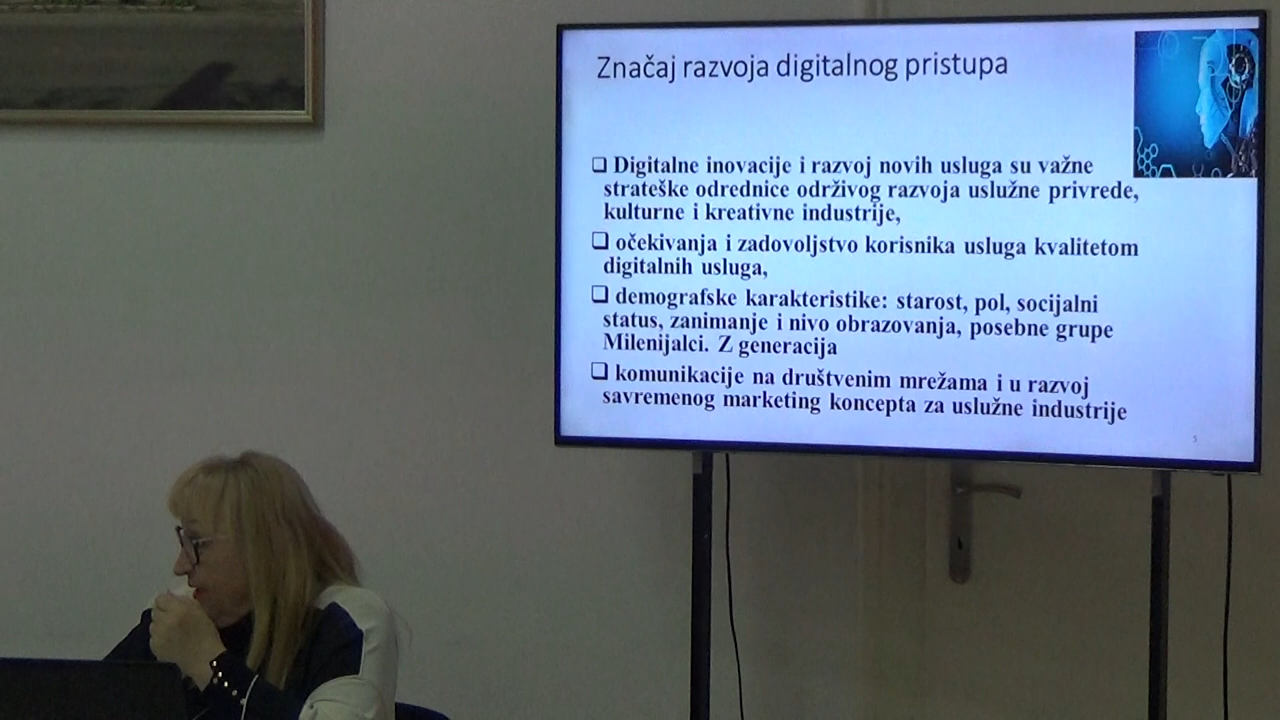 Značaj razvoja digitalnog pristupa
❑ Digitalne inovacije i razvoj novih usluga su važne
strateške odrednice održivog razvoja uslužne privrede,
kulturne i kreativne industrije,
❑ očekivanja i zadovoljstvo korisnika usluga kvalitetom
digitalnih usluga,
❑ demografske karakteristike: starost, pol, socijalni
status, zanimanje i nivo obrazovanja, posebne grupe
Milenijalci. Z generacija
❑ komunikacije na društvenim mrežama i u razvoj
savremenog marketing koncepta za uslužne industrije
5